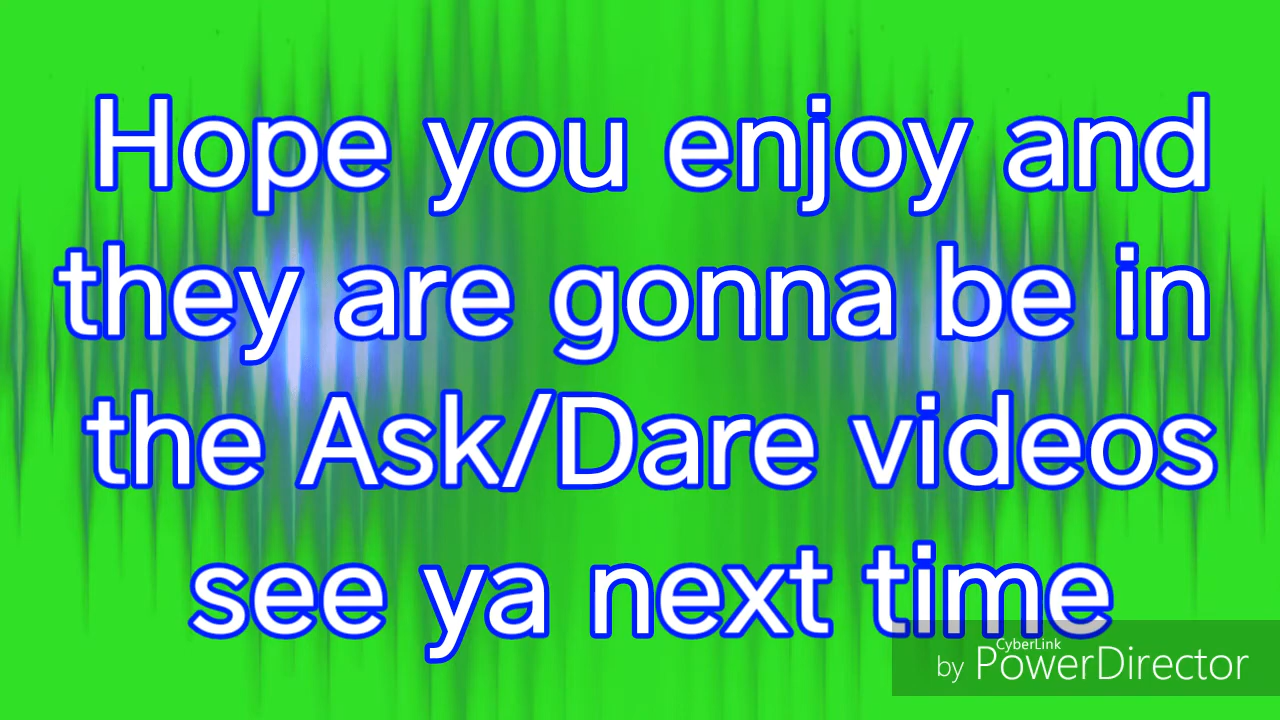 Hope you enjoy and
they are gonna be in
the Ask/Dare videos
see ya next time
CyberLink
by PowerDirector